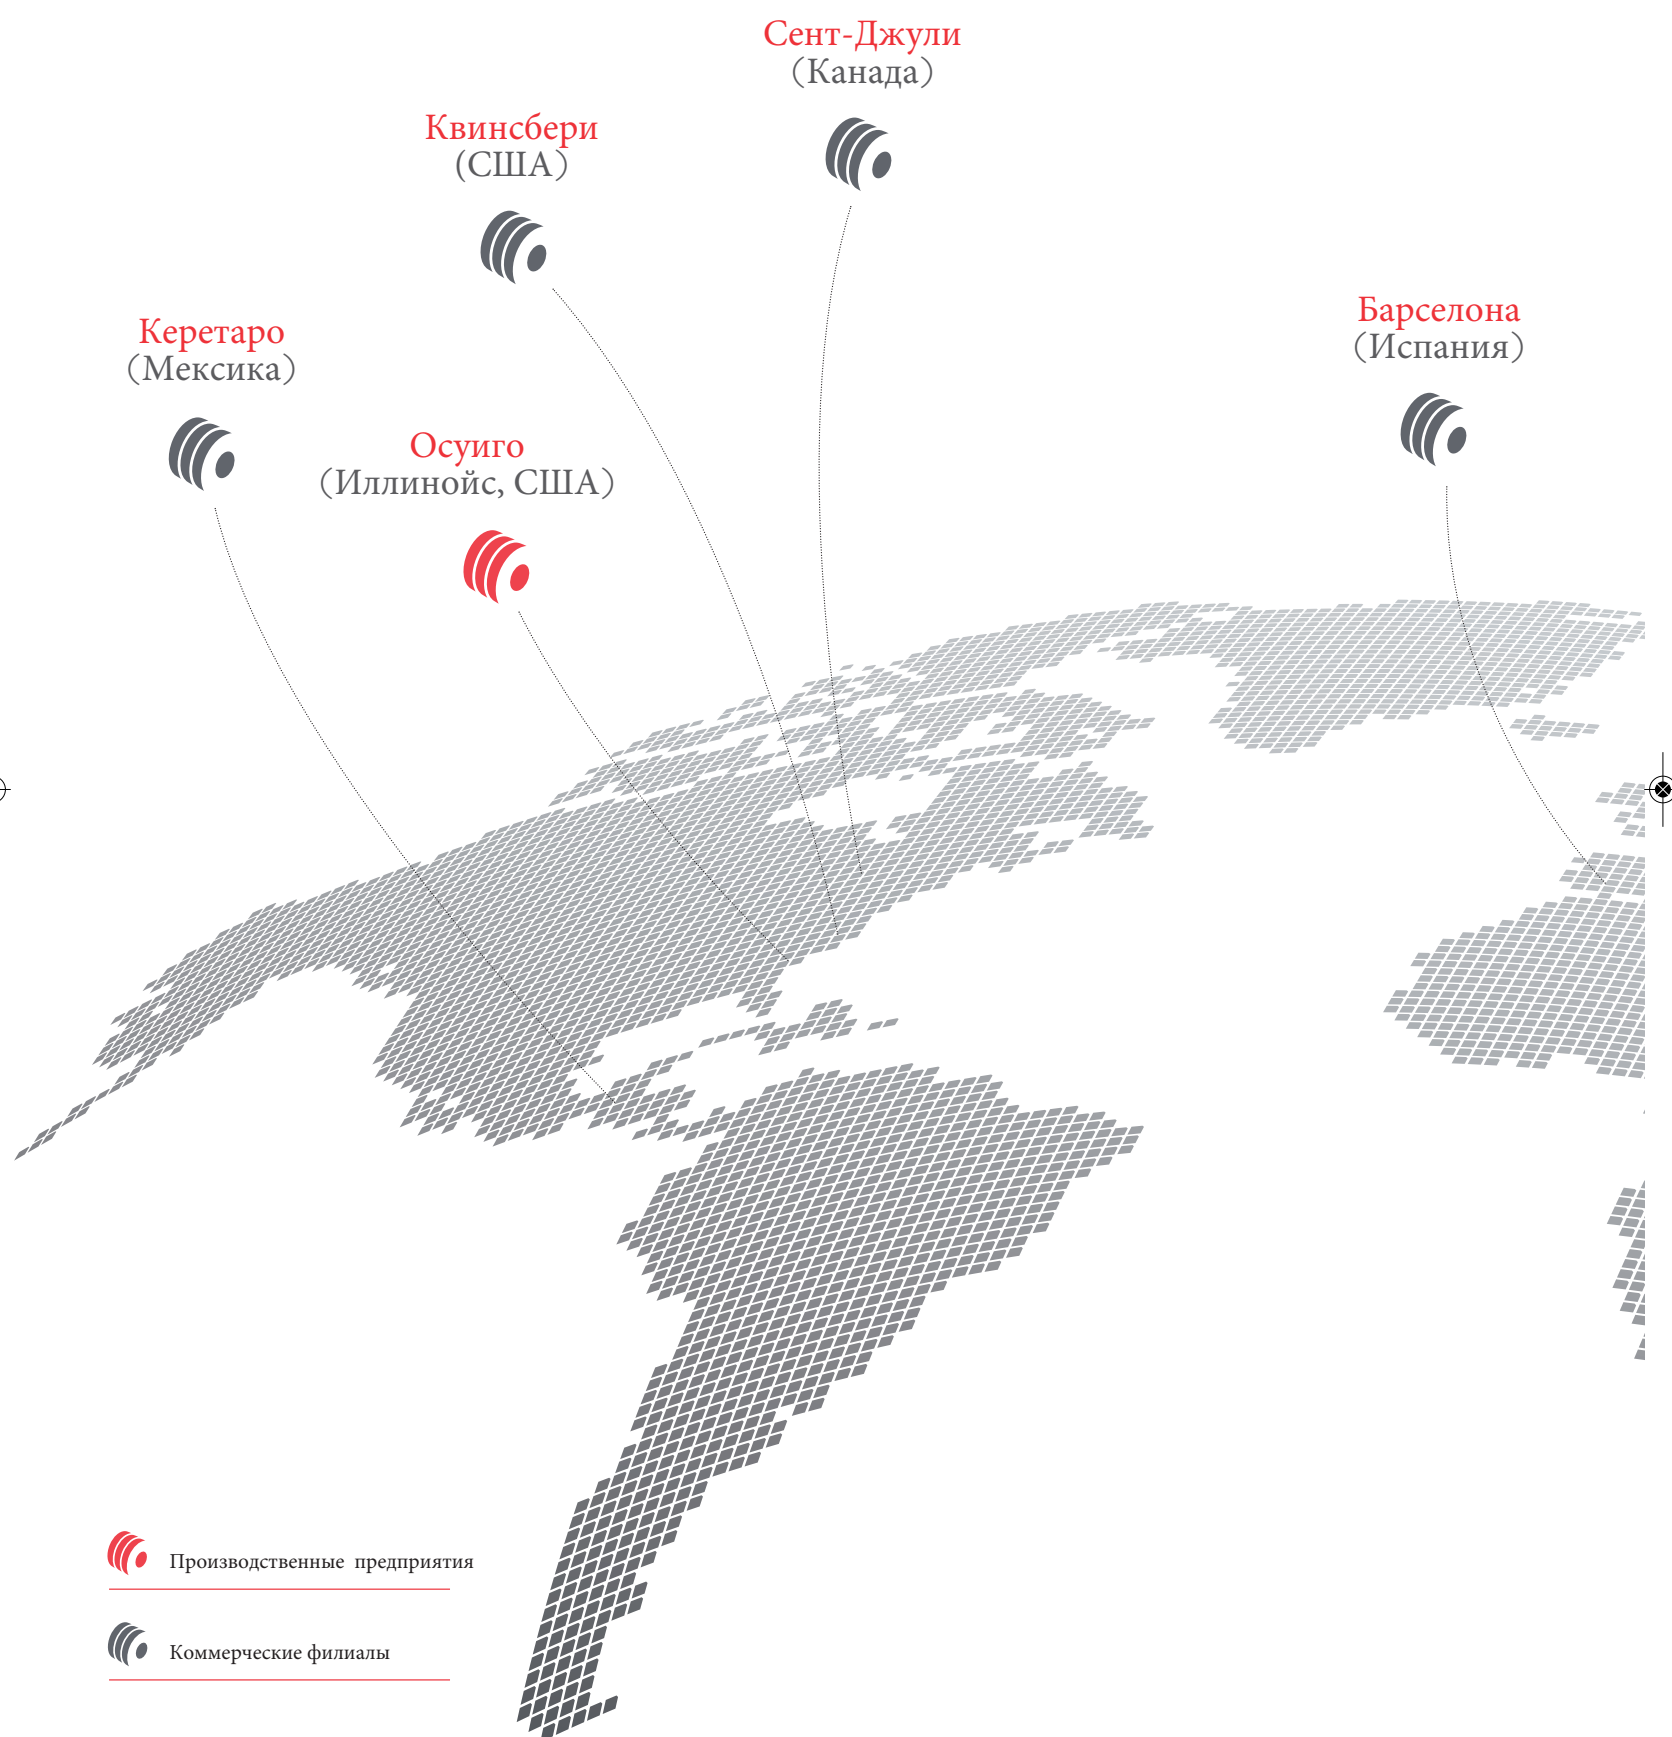 Сент-Джули
(Канада)
Квинсбери
(США)
Барселона
(Испания)
Керетаро
(Мексика)
Осуиго
(Иллинойс, США)
Производственные предприятия
Коммерческие филиалы